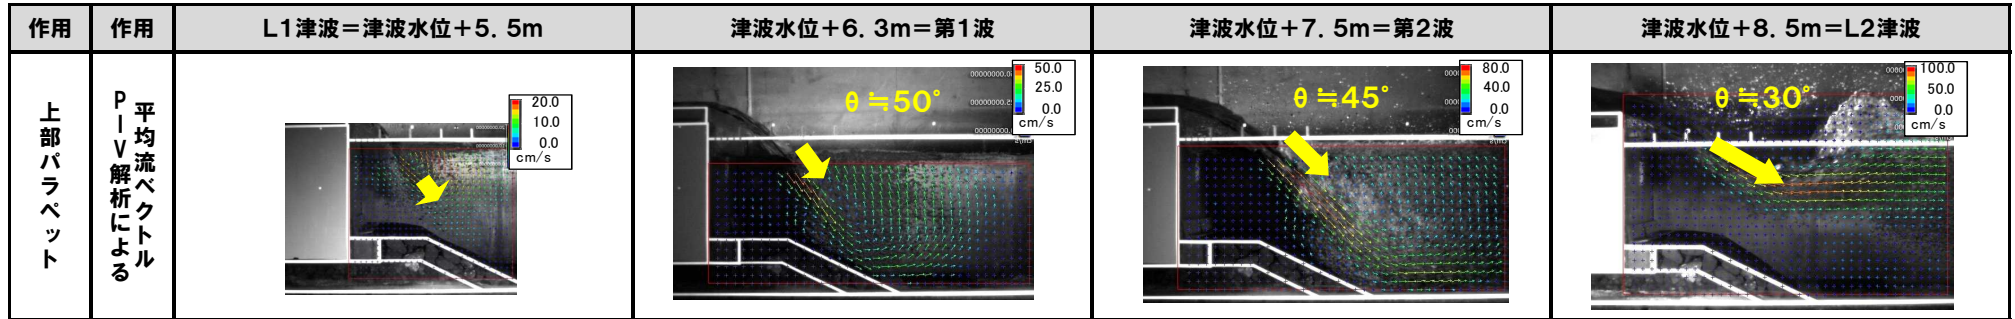 作用
作用
L1津波＝津波水位＋5．5m
津波水位＋6．3m＝第1波
津波水位＋7．5m＝第2波
津波水位＋8．5m＝L2津波
上部パラペット
平均流ベクトル
PIV解析による
20.0
10.0
0.0
cm/s
θ≒50°
50.0
25.0
0.0
cm/s
θ≒45°
80.0
40.0
0.0
cm/s
θ≒30°
100.0
50.0
0.0
cm/s